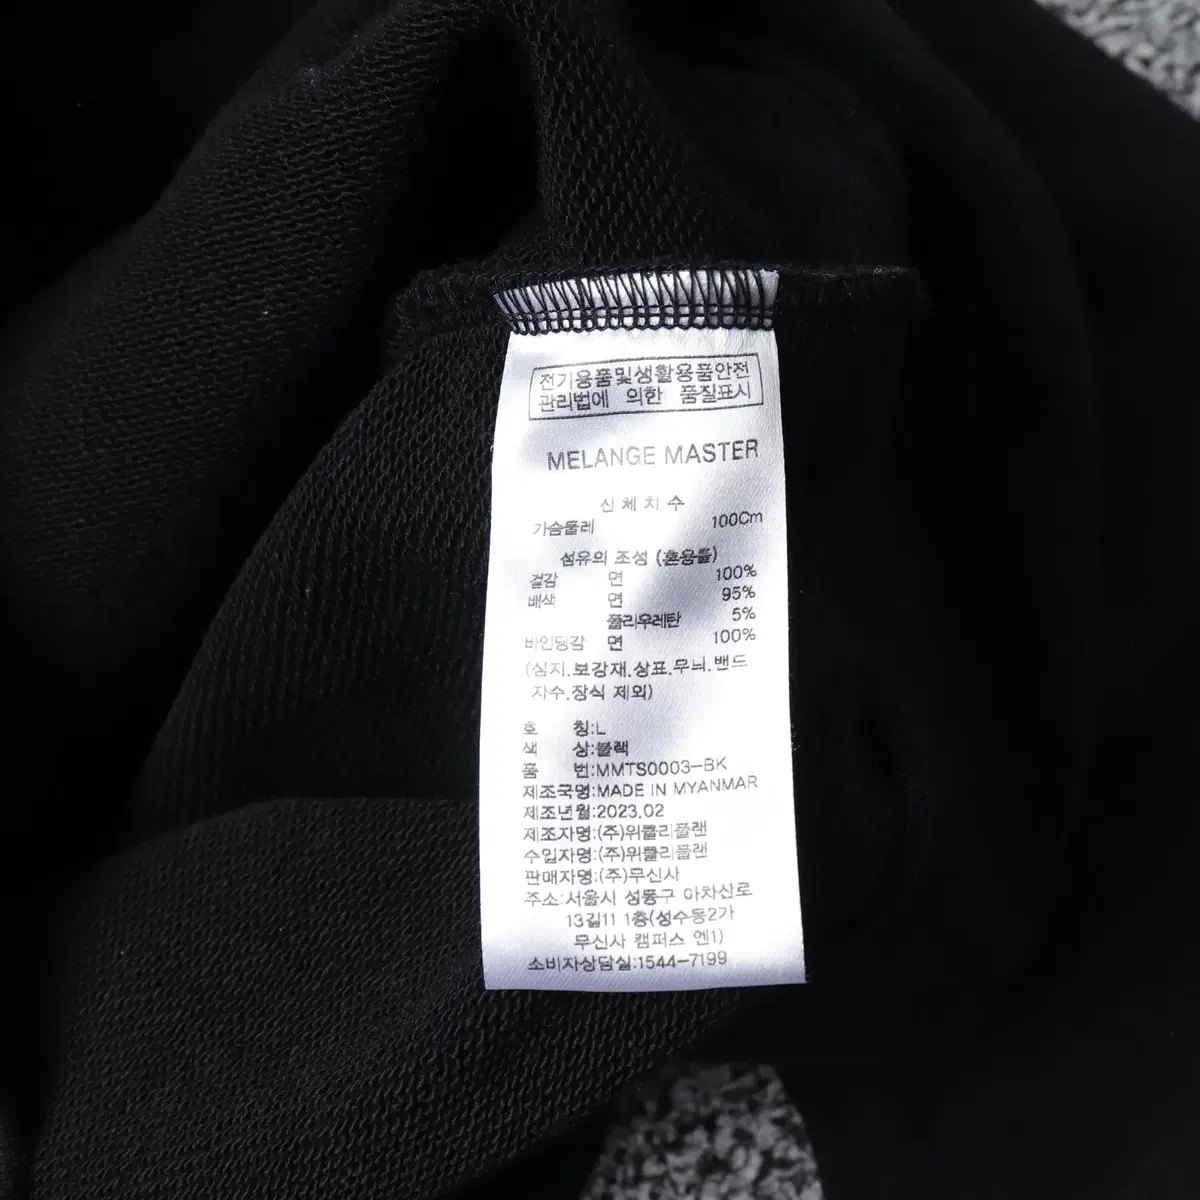 전기용품및생활용품안전
관리법에 의한 품질표시
MELANGE MASTER
신 체 치 수
가슴둘레 100Cm
섬유의 조성 (혼용률)
겉감 면 100%
배색 면 95%
폴리우레탄 5%
바인딩감 면 100%
(심지.보강재.상표.무늬.밴드
자수.장식 제외)
호 칭:L
색 상:블랙
품 번:MMTS0003-BK
제조국명:MADE IN MYANMAR
제조년월:2023.02
제조자명:(주)위클리플랜
수입자명:(주)위클리플랜
판매자명:(주)무신사
주소:서울시 성동구 아차산로
13길11 1층(성수동2가
무신사 캠퍼스 엔1)
소비자상담실:1544-7199